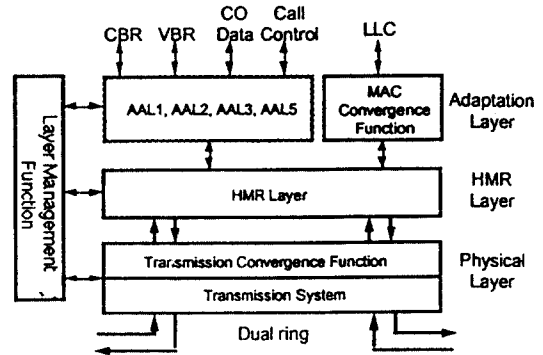 CBR VBR CO Data Call Control LLC
AAL1, AAL2, AAL3, AAL5
MAC Convergence Function
Adaptation Layer
Layer Management Function
HMR Layer
HMR Layer
Transmission Convergence Function
Transmission System
Physical Layer
Dual ring